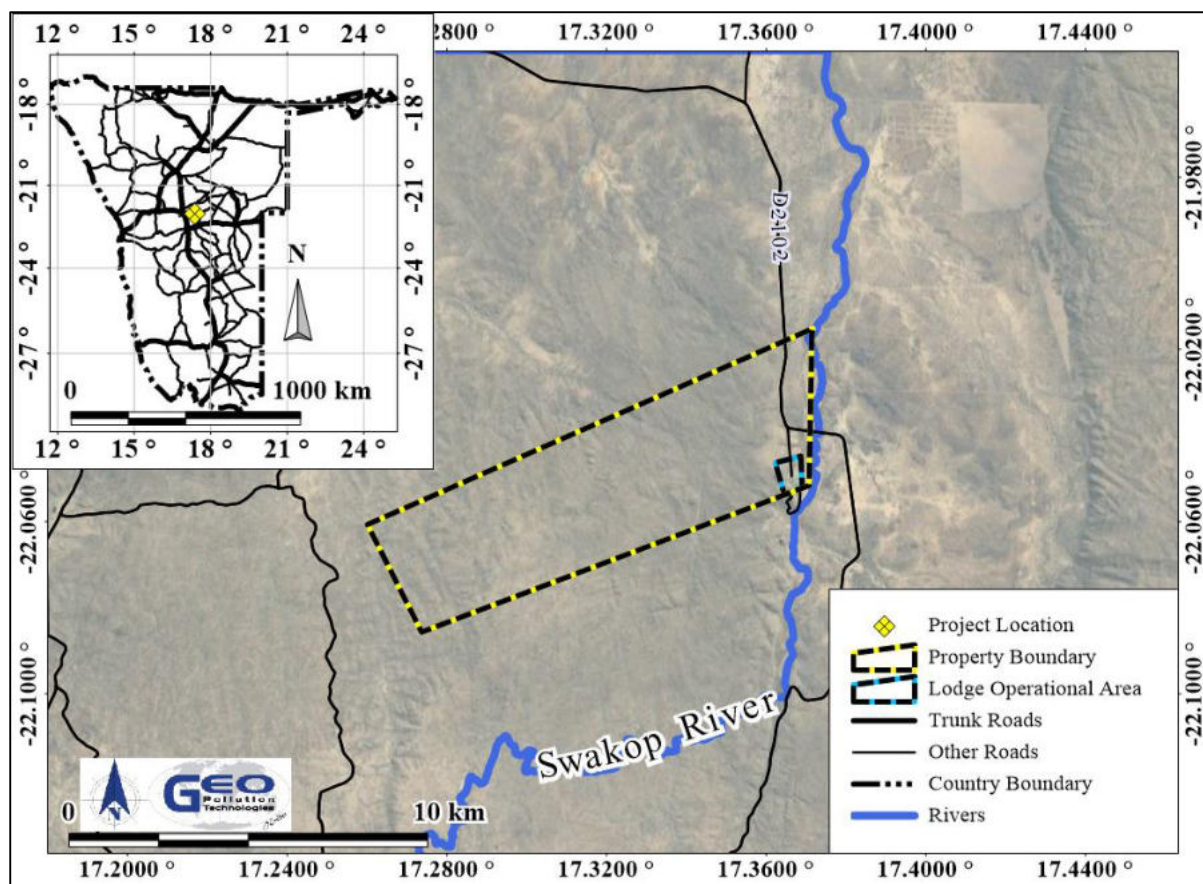 12 ° 15 ° 18 ° 21 ° 24 °
.2800 ° 17.3200 ° 17.3600 ° 17.4000 ° 17.4400 °
-18 °
-21 °
-24 °
-27 °
-18 °
-21 °
-24 °
-27 °
N
0 1000 km
12 ° 15 ° 18 ° 21 ° 24 °
D2102
-21.9800 °
-22.0200 °
-22.0600 °
-22.1000 °
-22.0600 °
-22.1000 °
Swakop River
N
GEO
Pollution
Technologies
0 10 km
Project Location
Property Boundary
Lodge Operational Area
Trunk Roads
Other Roads
Country Boundary
Rivers
17.2000 ° 17.2400 ° 17.2800 ° 17.3200 ° 17.3600 ° 17.4000 ° 17.4400 °